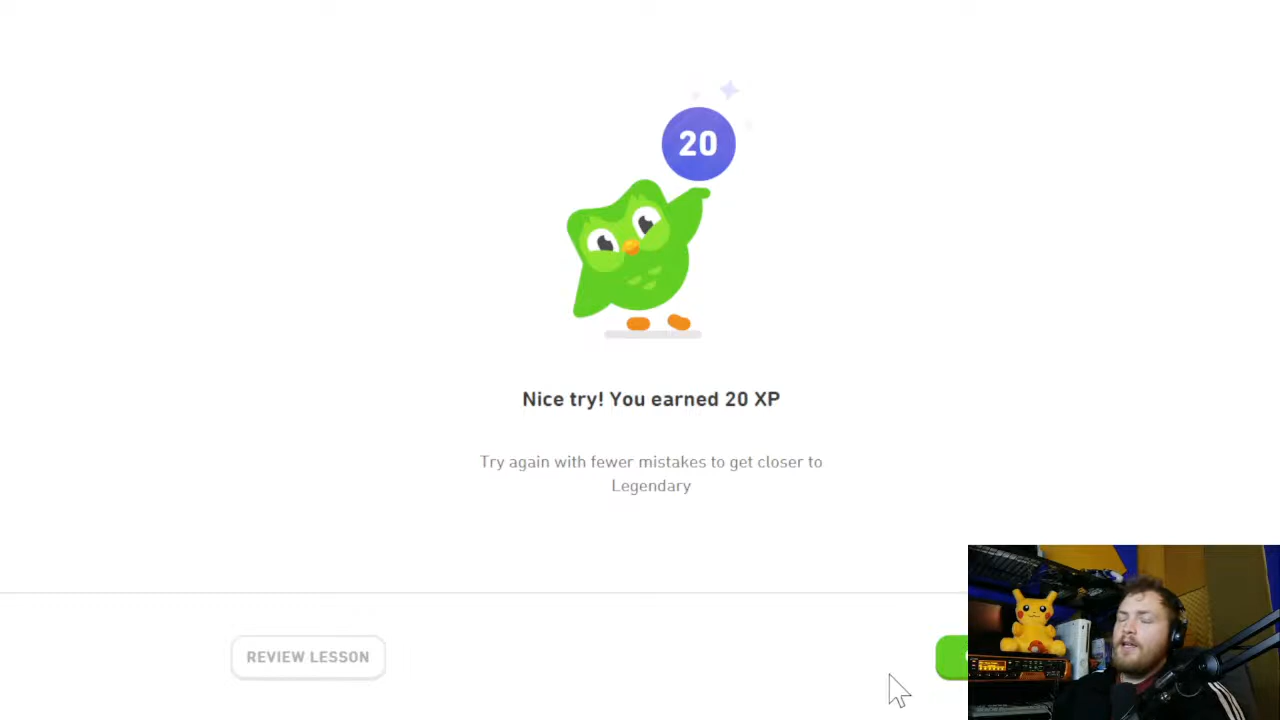 20
Nice try! You earned 20 XP
Try again with fewer mistakes to get closer to
Legendary
REVIEW LESSON